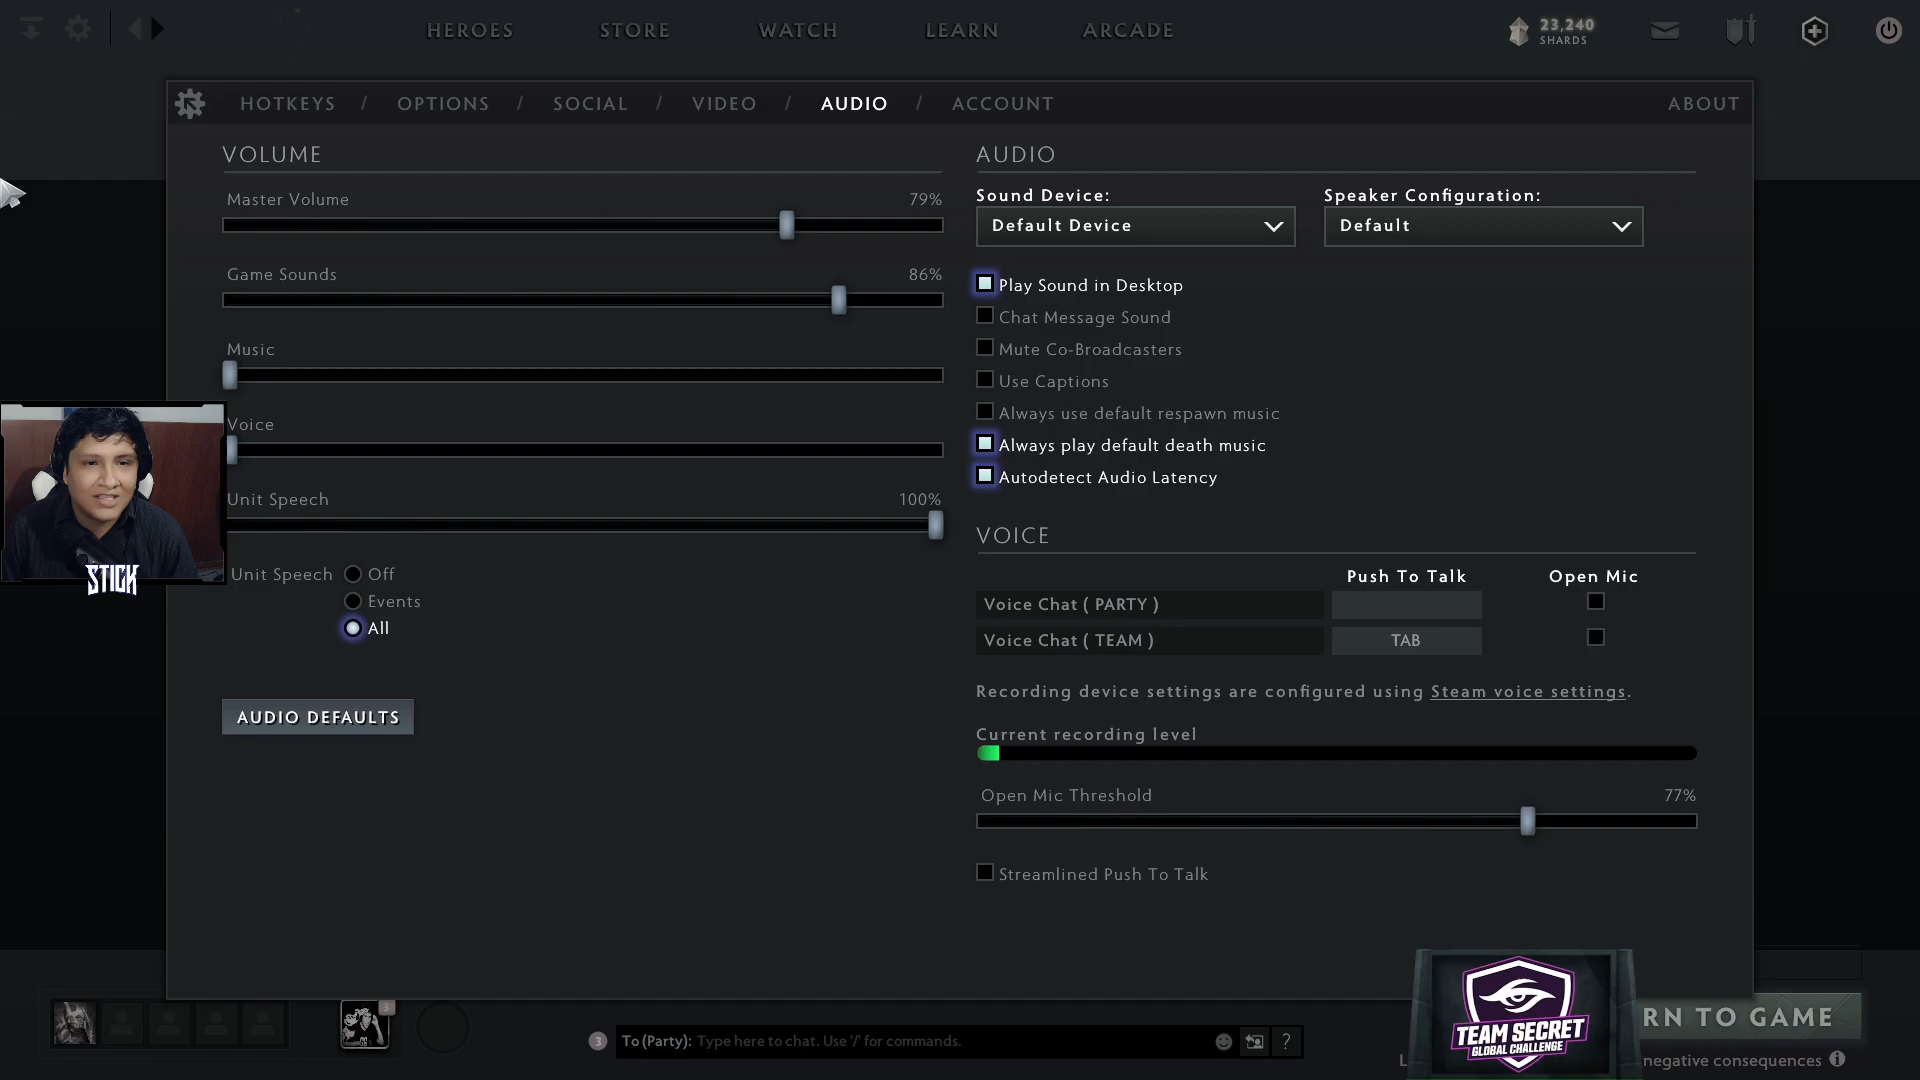 HEROES
STORE
WATCH
LEARN
ARCADE
23,240
SHARDS
HOTKEYS / OPTIONS / SOCIAL / VIDEO / AUDIO / ACCOUNT
ABOUT
VOLUME
Master Volume 79%
Game Sounds 86%
Music
Voice
Unit Speech 100%
Unit Speech Off
Events
All
AUDIO DEFAULTS
AUDIO
Sound Device: Speaker Configuration:
Default Device Default
Play Sound in Desktop
Chat Message Sound
Mute Co-Broadcasters
Use Captions
Always use default respawn music
Always play default death music
Autodetect Audio Latency
VOICE
Push To Talk Open Mic
Voice Chat ( PARTY )
Voice Chat ( TEAM ) TAB
Recording device settings are configured using Steam voice settings.
Current recording level
Open Mic Threshold 77%
Streamlined Push To Talk
STICK
3
3 To (Party): Type here to chat. Use '/' for commands. ?
TEAM SECRET
GLOBAL CHALLENGE
RN TO GAME
L negative consequences